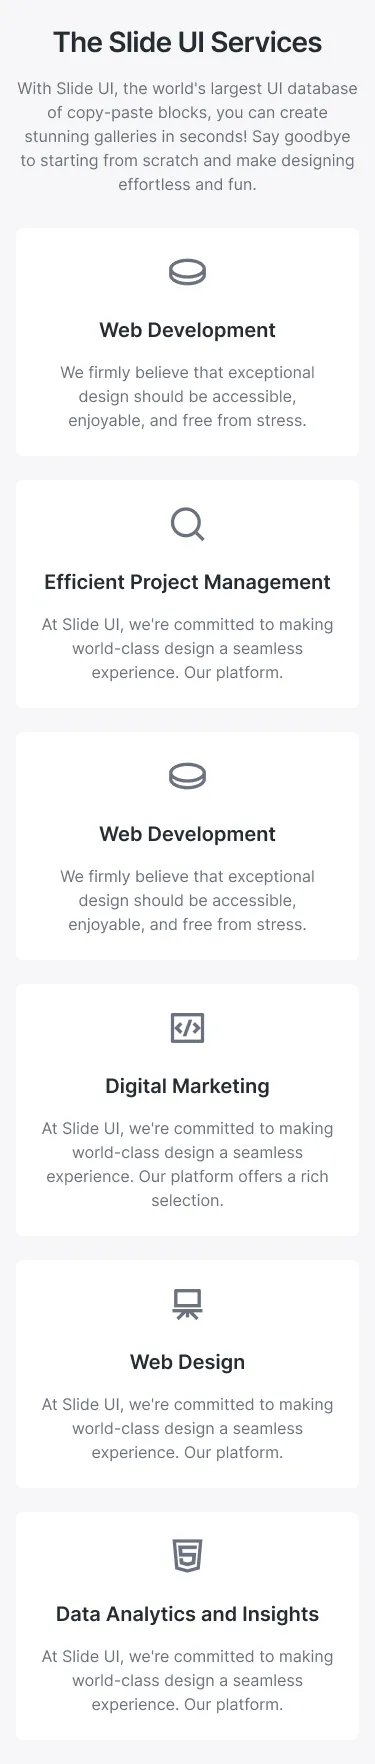 The Slide UI Services
With Slide UI, the world's largest UI database
of copy-paste blocks, you can create
stunning galleries in seconds! Say goodbye
to starting from scratch and make designing
effortless and fun.
Web Development
We firmly believe that exceptional
design should be accessible,
enjoyable, and free from stress.
Efficient Project Management
At Slide UI, we're committed to making
world-class design a seamless
experience. Our platform.
Web Development
We firmly believe that exceptional
design should be accessible,
enjoyable, and free from stress.
Digital Marketing
At Slide UI, we're committed to making
world-class design a seamless
experience. Our platform offers a rich
selection.
Web Design
At Slide UI, we're committed to making
world-class design a seamless
experience. Our platform.
Data Analytics and Insights
At Slide UI, we're committed to making
world-class design a seamless
experience. Our platform.